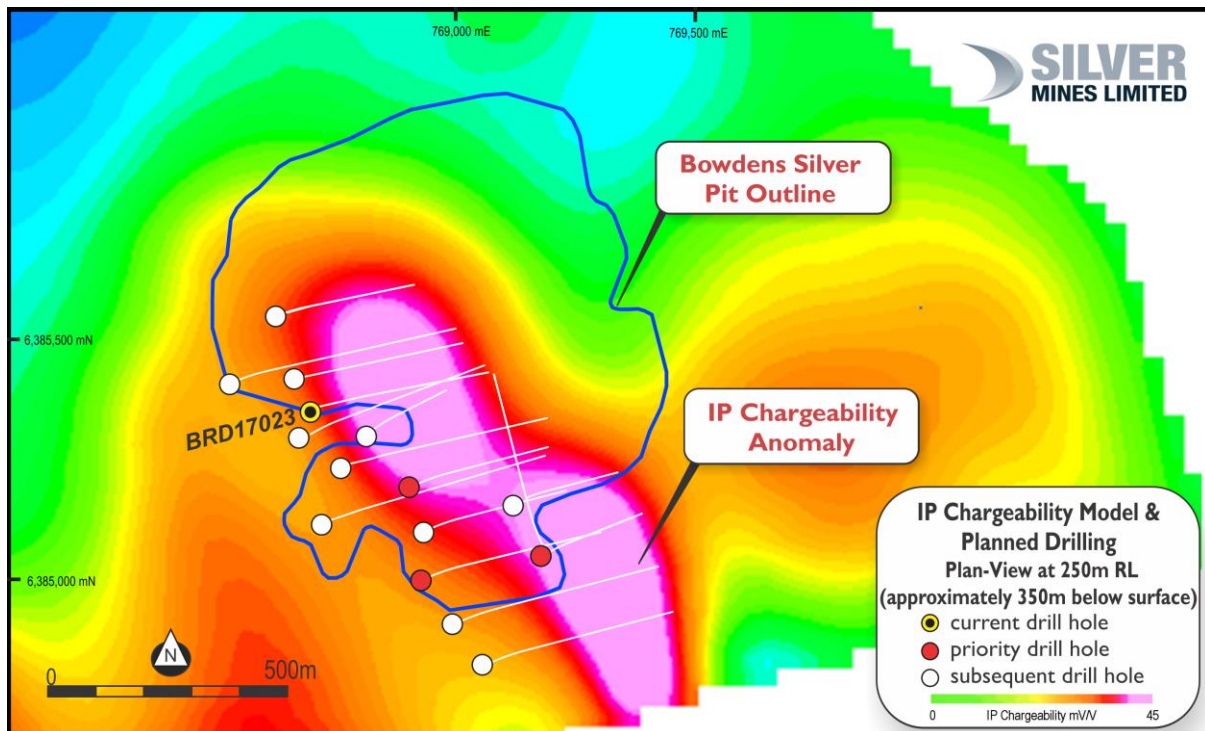 769,000 mE
769,500 mE
SILVER
MINES LIMITED
Bowdens Silver
Pit Outline
6,385,500 mN
BRD17023
IP Chargeability
Anomaly
6,385,000 mN
N
0
500m
IP Chargeability Model &
Planned Drilling
Plan-View at 250m RL
(approximately 350m below surface)
current drill hole
priority drill hole
subsequent drill hole
0 IP Chargeability mV/V 45